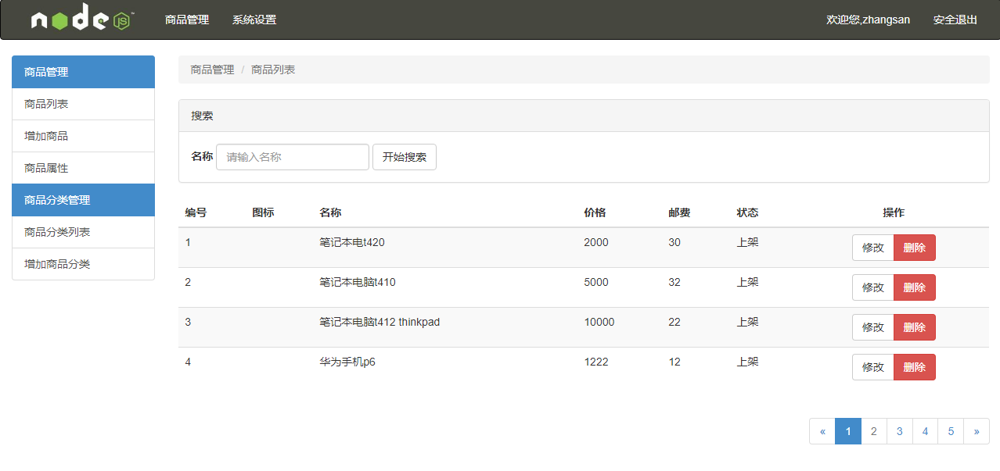 node JS™ 商品管理 系统设置 欢迎您,zhangsan 安全退出
商品管理
商品列表
增加商品
商品属性
商品分类管理
商品分类列表
增加商品分类
商品管理 / 商品列表
搜索
名称 请输入名称 开始搜索
编号 图标 名称 价格 邮费 状态 操作
1 笔记本电t420 2000 30 上架 修改 删除
2 笔记本电脑t410 5000 32 上架 修改 删除
3 笔记本电脑t412 thinkpad 10000 22 上架 修改 删除
4 华为手机p6 1222 12 上架 修改 删除
« 1 2 3 4 5 »